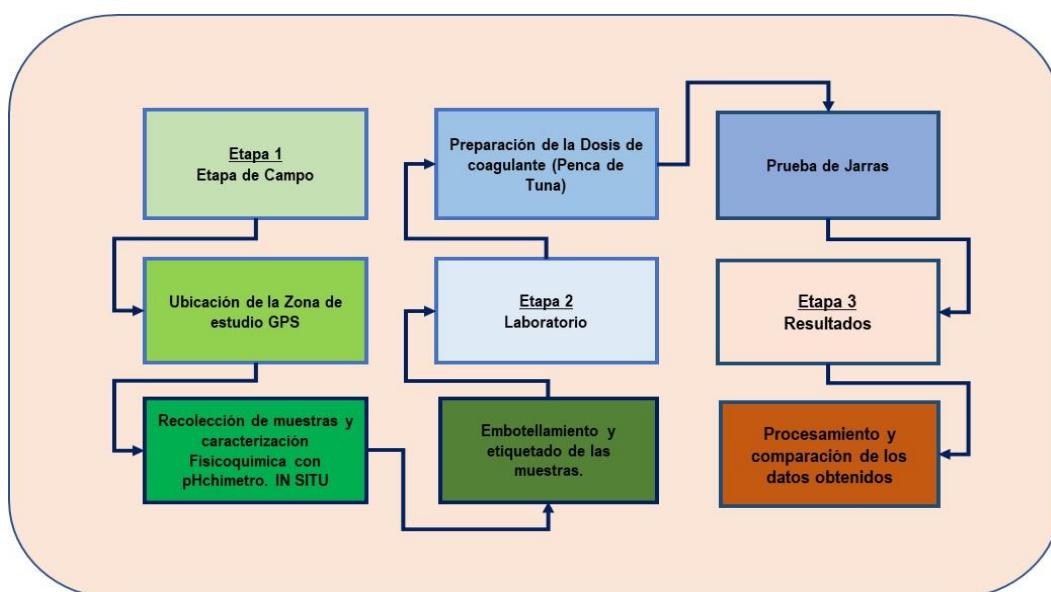 Etapa 1
Etapa de Campo
Ubicación de la Zona de
estudio GPS
Recolección de muestras y
caracterización
Fisicoquímica con
pHchimetro. IN SITU
Embotellamiento y
etiquetado de las
muestras.
Etapa 2
Laboratorio
Preparación de la Dosis de
coagulante (Penca de
Tuna)
Prueba de Jarras
Etapa 3
Resultados
Procesamiento y
comparación de los
datos obtenidos